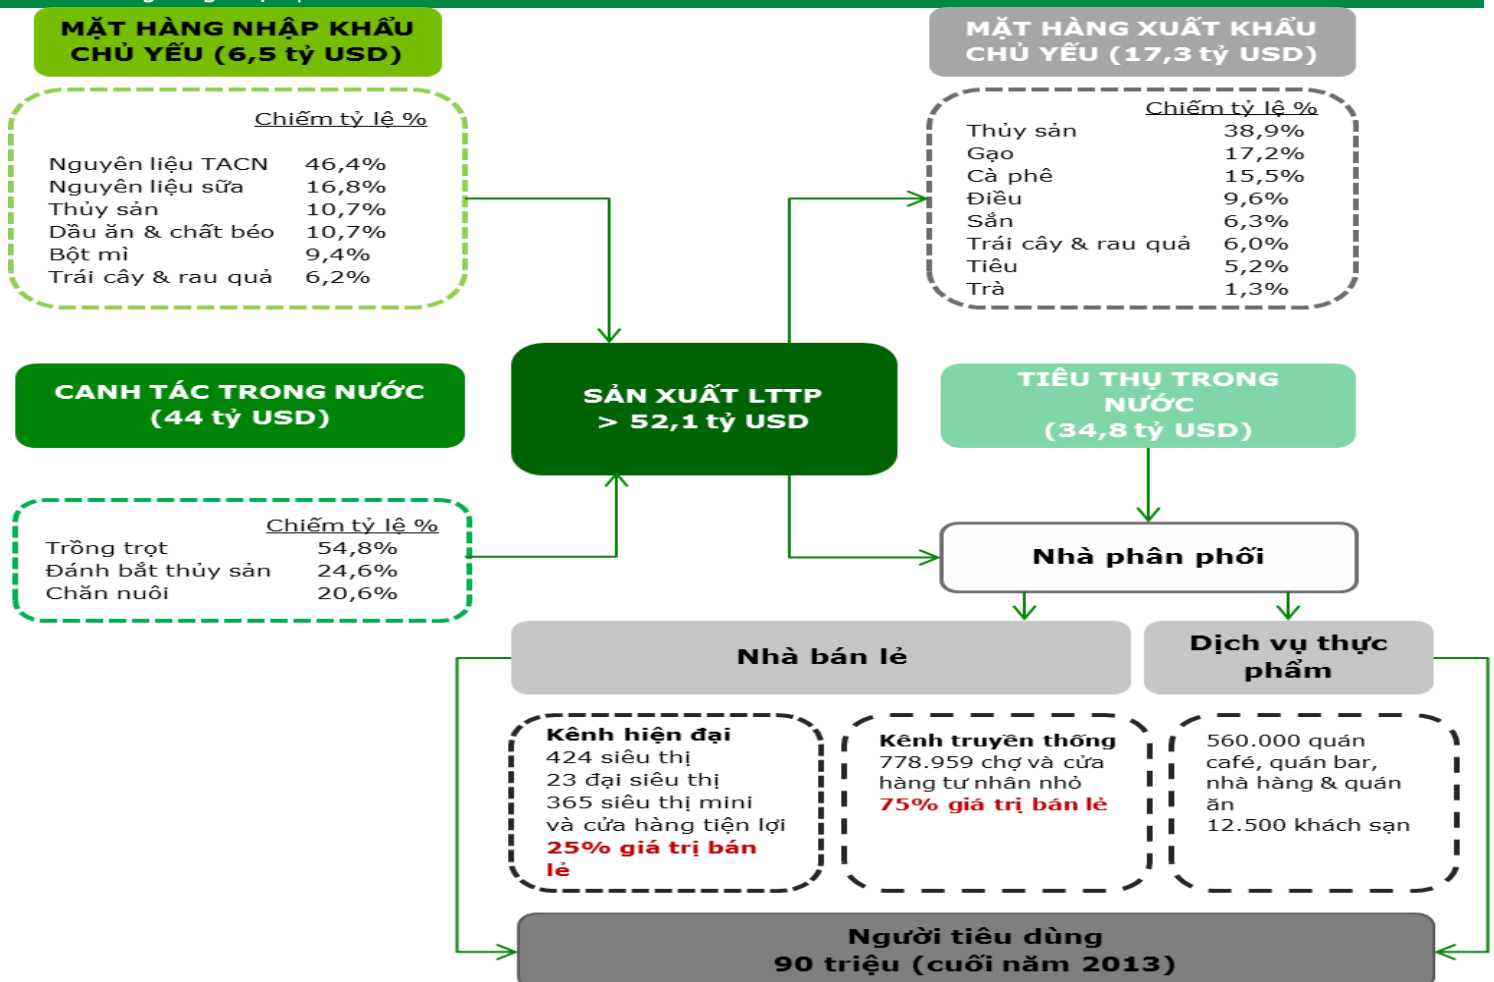 MẶT HÀNG NHẬP KHẨU
CHỦ YẾU (6,5 tỷ USD)
Chiếm tỷ lệ %
Nguyên liệu TACN 46,4%
Nguyên liệu sữa 16,8%
Thủy sản 10,7%
Dầu ăn & chất béo 10,7%
Bột mì 9,4%
Trái cây & rau quả 6,2%
MẶT HÀNG XUẤT KHẨU
CHỦ YẾU (17,3 tỷ USD)
Chiếm tỷ lệ %
Thủy sản 38,9%
Gạo 17,2%
Cà phê 15,5%
Điều 9,6%
Sắn 6,3%
Trái cây & rau quả 6,0%
Tiêu 5,2%
Trà 1,3%
CANH TÁC TRONG NƯỚC
(44 tỷ USD)
SẢN XUẤT LTTP
> 52,1 tỷ USD
TIÊU THỤ TRONG
NƯỚC
(34,8 tỷ USD)
Chiếm tỷ lệ %
Trồng trọt 54,8%
Đánh bắt thủy sản 24,6%
Chăn nuôi 20,6%
Nhà phân phối
Nhà bán lẻ
Dịch vụ thực
phẩm
Kênh hiện đại
424 siêu thị
23 đại siêu thị
365 siêu thị mini
và cửa hàng tiện lợi
25% giá trị bán
lẻ
Kênh truyền thống
778.959 chợ và cửa
hàng tư nhân nhỏ
75% giá trị bán lẻ
560.000 quán
café, quán bar,
nhà hàng & quán
ăn
12.500 khách sạn
Người tiêu dùng
90 triệu (cuối năm 2013)